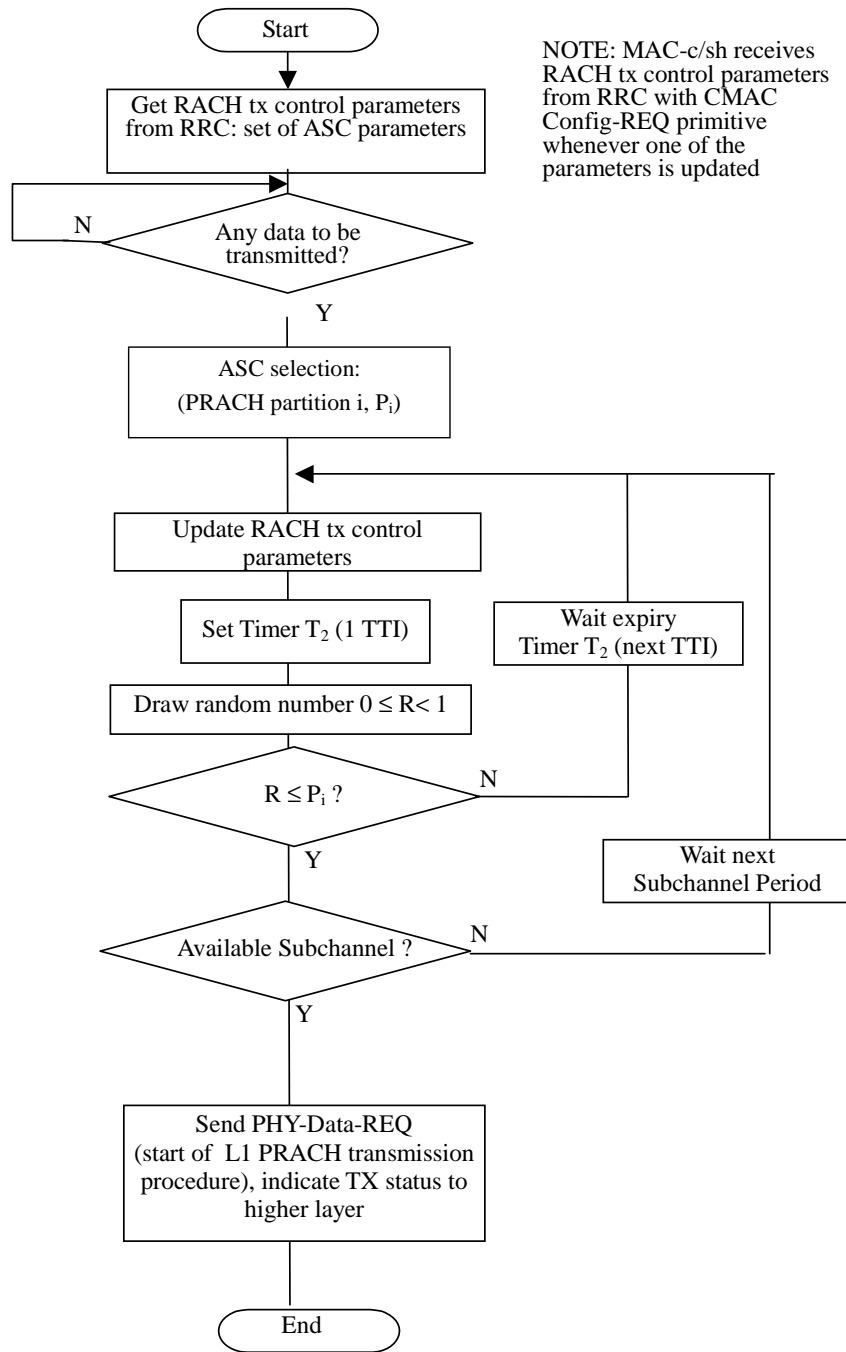 Start
NOTE: MAC-c/sh receives
RACH tx control parameters
from RRC with CMAC
Config-REQ primitive
whenever one of the
parameters is updated
Get RACH tx control parameters
from RRC: set of ASC parameters
N
Any data to be
transmitted?
Y
ASC selection:
(PRACH partition i, Pi)
Update RACH tx control
parameters
Set Timer T2 (1 TTI)
Wait expiry
Timer T2 (next TTI)
Draw random number 0 ≤ R< 1
R ≤ Pi ?
N
Y
Wait next
Subchannel Period
Available Subchannel ?
N
Y
Send PHY-Data-REQ
(start of L1 PRACH transmission
procedure), indicate TX status to
higher layer
End